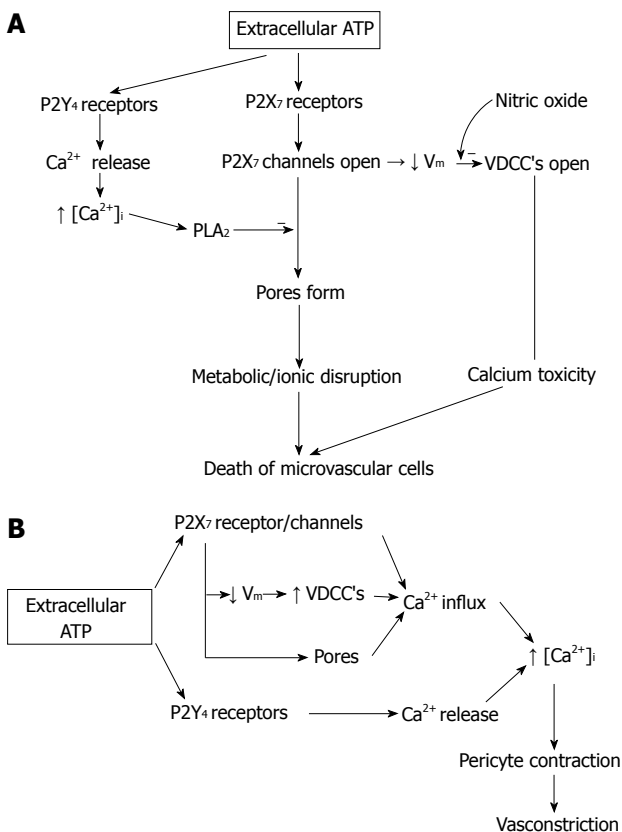 A
Extracellular ATP
P2Y₄ receptors
P2X₇ receptors
Nitric oxide
Ca²⁺ release
P2X₇ channels open → ↓ Vₘ
–
VDCC's open
↑ [Ca²⁺]ᵢ
PLA₂
–
Pores form
Metabolic/ionic disruption
Calcium toxicity
Death of microvascular cells
B
P2X₇ receptor/channels
Extracellular
ATP
↓ Vₘ → ↑ VDCC's
Ca²⁺ influx
Pores
↑ [Ca²⁺]ᵢ
P2Y₄ receptors
Ca²⁺ release
Pericyte contraction
Vasconstriction